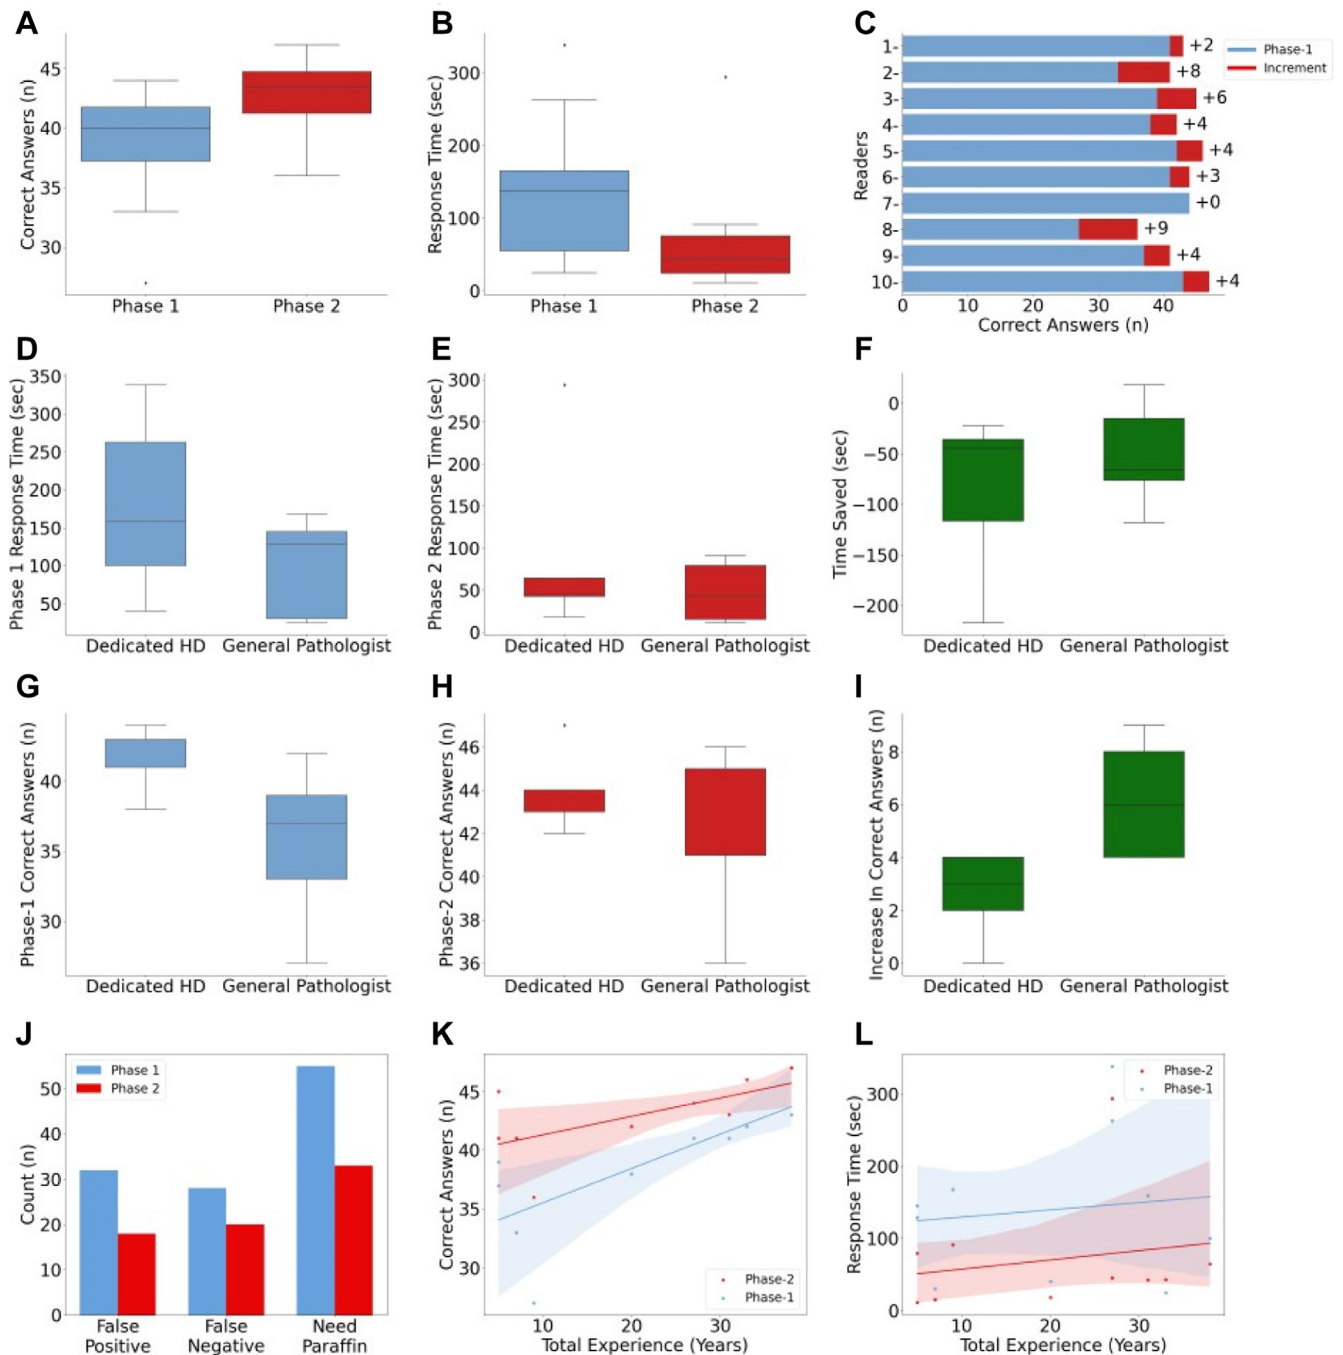 A
Correct Answers (n)
45
40
35
30
Phase 1
Phase 2
B
Response Time (sec)
300
200
100
0
Phase 1
Phase 2
C
Readers
1-
2-
3-
4-
5-
6-
7-
8-
9-
10-
+2
+8
+6
+4
+4
+3
+0
+9
+4
+4
Phase-1
Increment
0
10
20
30
40
Correct Answers (n)
D
Phase 1 Response Time (sec)
350
300
250
200
150
100
50
Dedicated HD
General Pathologist
E
Phase 2 Response Time (sec)
300
250
200
150
100
50
0
Dedicated HD
General Pathologist
F
Time Saved (sec)
0
−50
−100
−150
−200
Dedicated HD
General Pathologist
G
Phase-1 Correct Answers (n)
40
35
30
Dedicated HD
General Pathologist
H
Phase-2 Correct Answers (n)
46
44
42
40
38
36
Dedicated HD
General Pathologist
I
Increase In Correct Answers (n)
8
6
4
2
0
Dedicated HD
General Pathologist
J
Count (n)
50
40
30
20
10
0
Phase 1
Phase 2
False
Positive
False
Negative
Need
Paraffin
K
Correct Answers (n)
45
40
35
30
Phase-2
Phase-1
10
20
30
Total Experience (Years)
L
Response Time (sec)
300
200
100
0
Phase-2
Phase-1
10
20
30
Total Experience (Years)